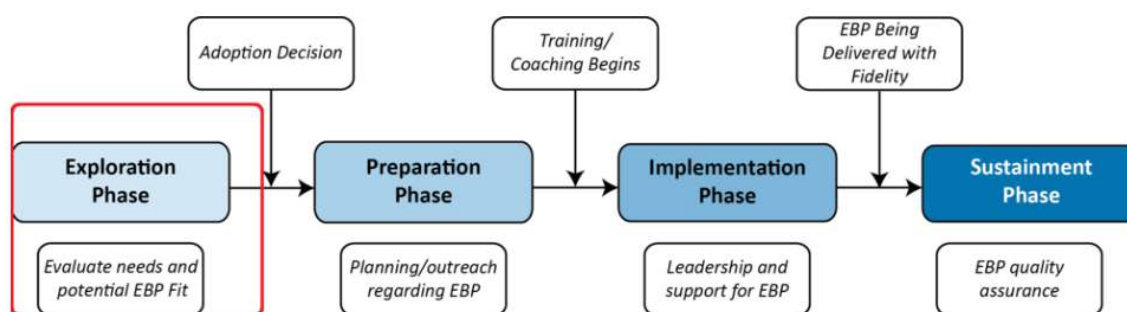 Adoption Decision
Training/
Coaching Begins
EBP Being
Delivered with
Fidelity
Exploration
Phase
Preparation
Phase
Implementation
Phase
Sustainment
Phase
Evaluate needs and
potential EBP Fit
Planning/outreach
regarding EBP
Leadership and
support for EBP
EBP quality
assurance